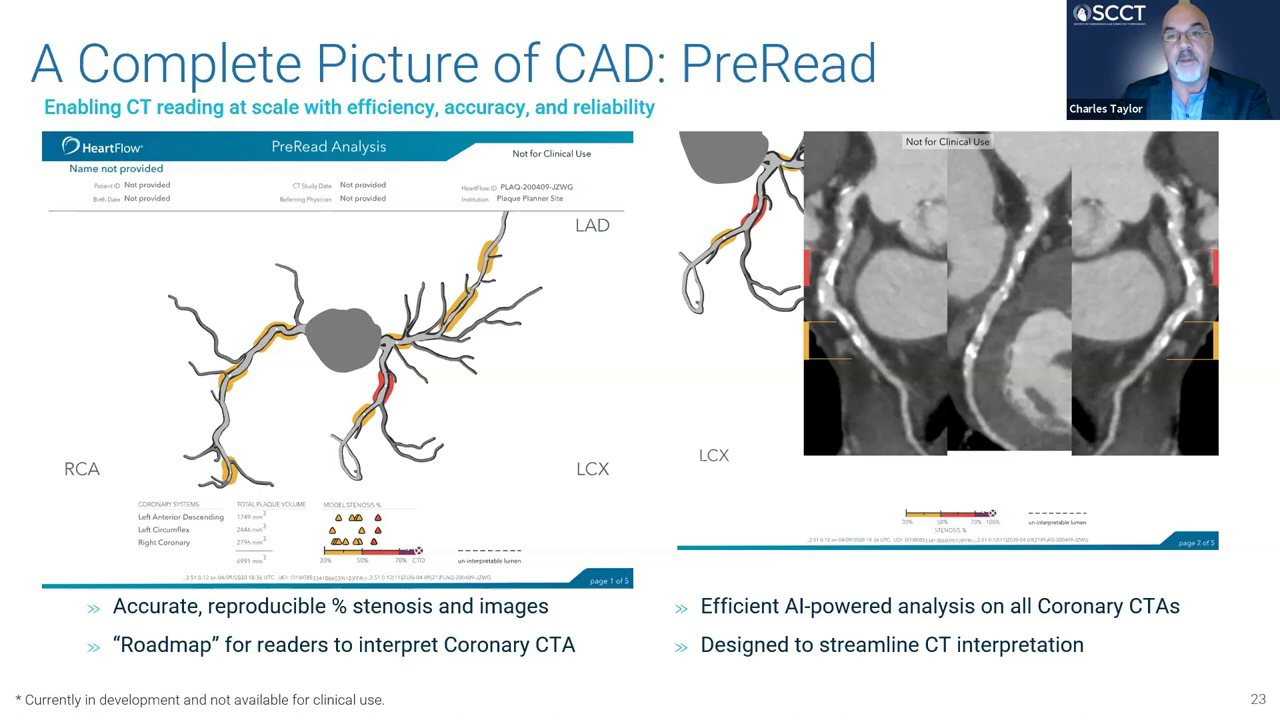 SCCT
A Complete Picture of CAD: PreRead
Charles Taylor
Enabling CT reading at scale with efficiency, accuracy, and reliability
HeartFlow
PreRead Analysis
Not for Clinical Use
Name not provided
Patient ID Not provided
CT Study Date Not provided
HeartFlow ID PLAQ-200409-JZWG
Birth Date Not provided
Referring Physician Not provided
Institution Plaque Planner Site
LAD
RCA
LCX
CORONARY SYSTEMS TOTAL PLAQUE VOLUME MODEL STENOSIS %
Left Anterior Descending 1749 mm3
Left Circumflex 2446 mm3
Right Coronary 2796 mm3
6991 mm3
30% 50% 70% CTO
un-interpretable lumen
page 1 of 5
Not for Clinical Use
LCX
30% 50% 70% 100%
STENOSIS %
un-interpretable lumen
page 2 of 5
» Accurate, reproducible % stenosis and images
» “Roadmap” for readers to interpret Coronary CTA
» Efficient AI-powered analysis on all Coronary CTAs
» Designed to streamline CT interpretation
* Currently in development and not available for clinical use.
23